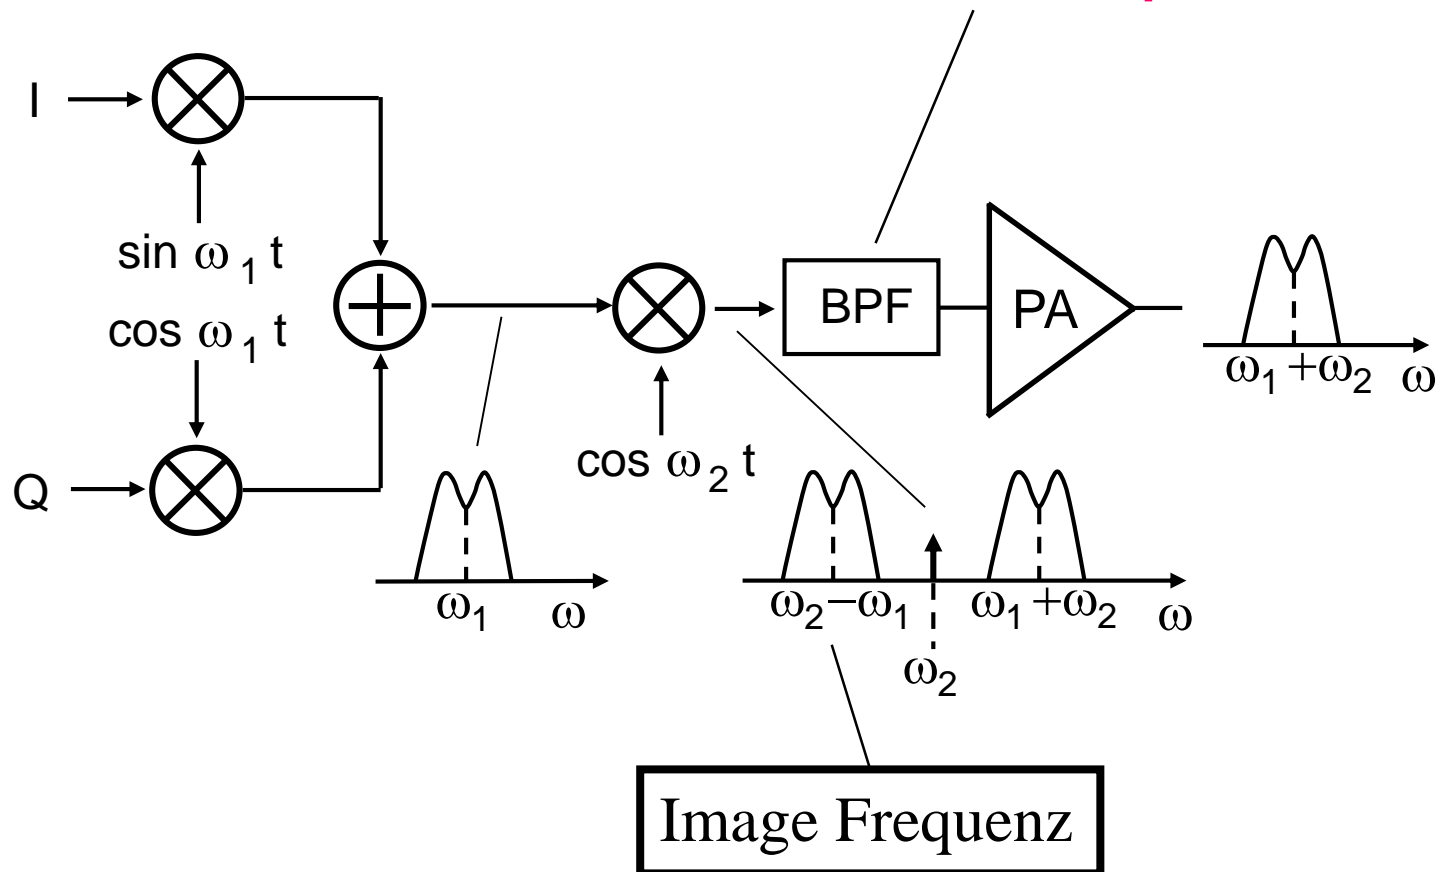 I
sin ω₁ t
cos ω₁ t
Q
cos ω₂ t
BPF
PA
ω₁ +ω₂ ω
ω₁ ω
ω₂−ω₁ ω₁ +ω₂ ω
ω₂
Image Frequenz